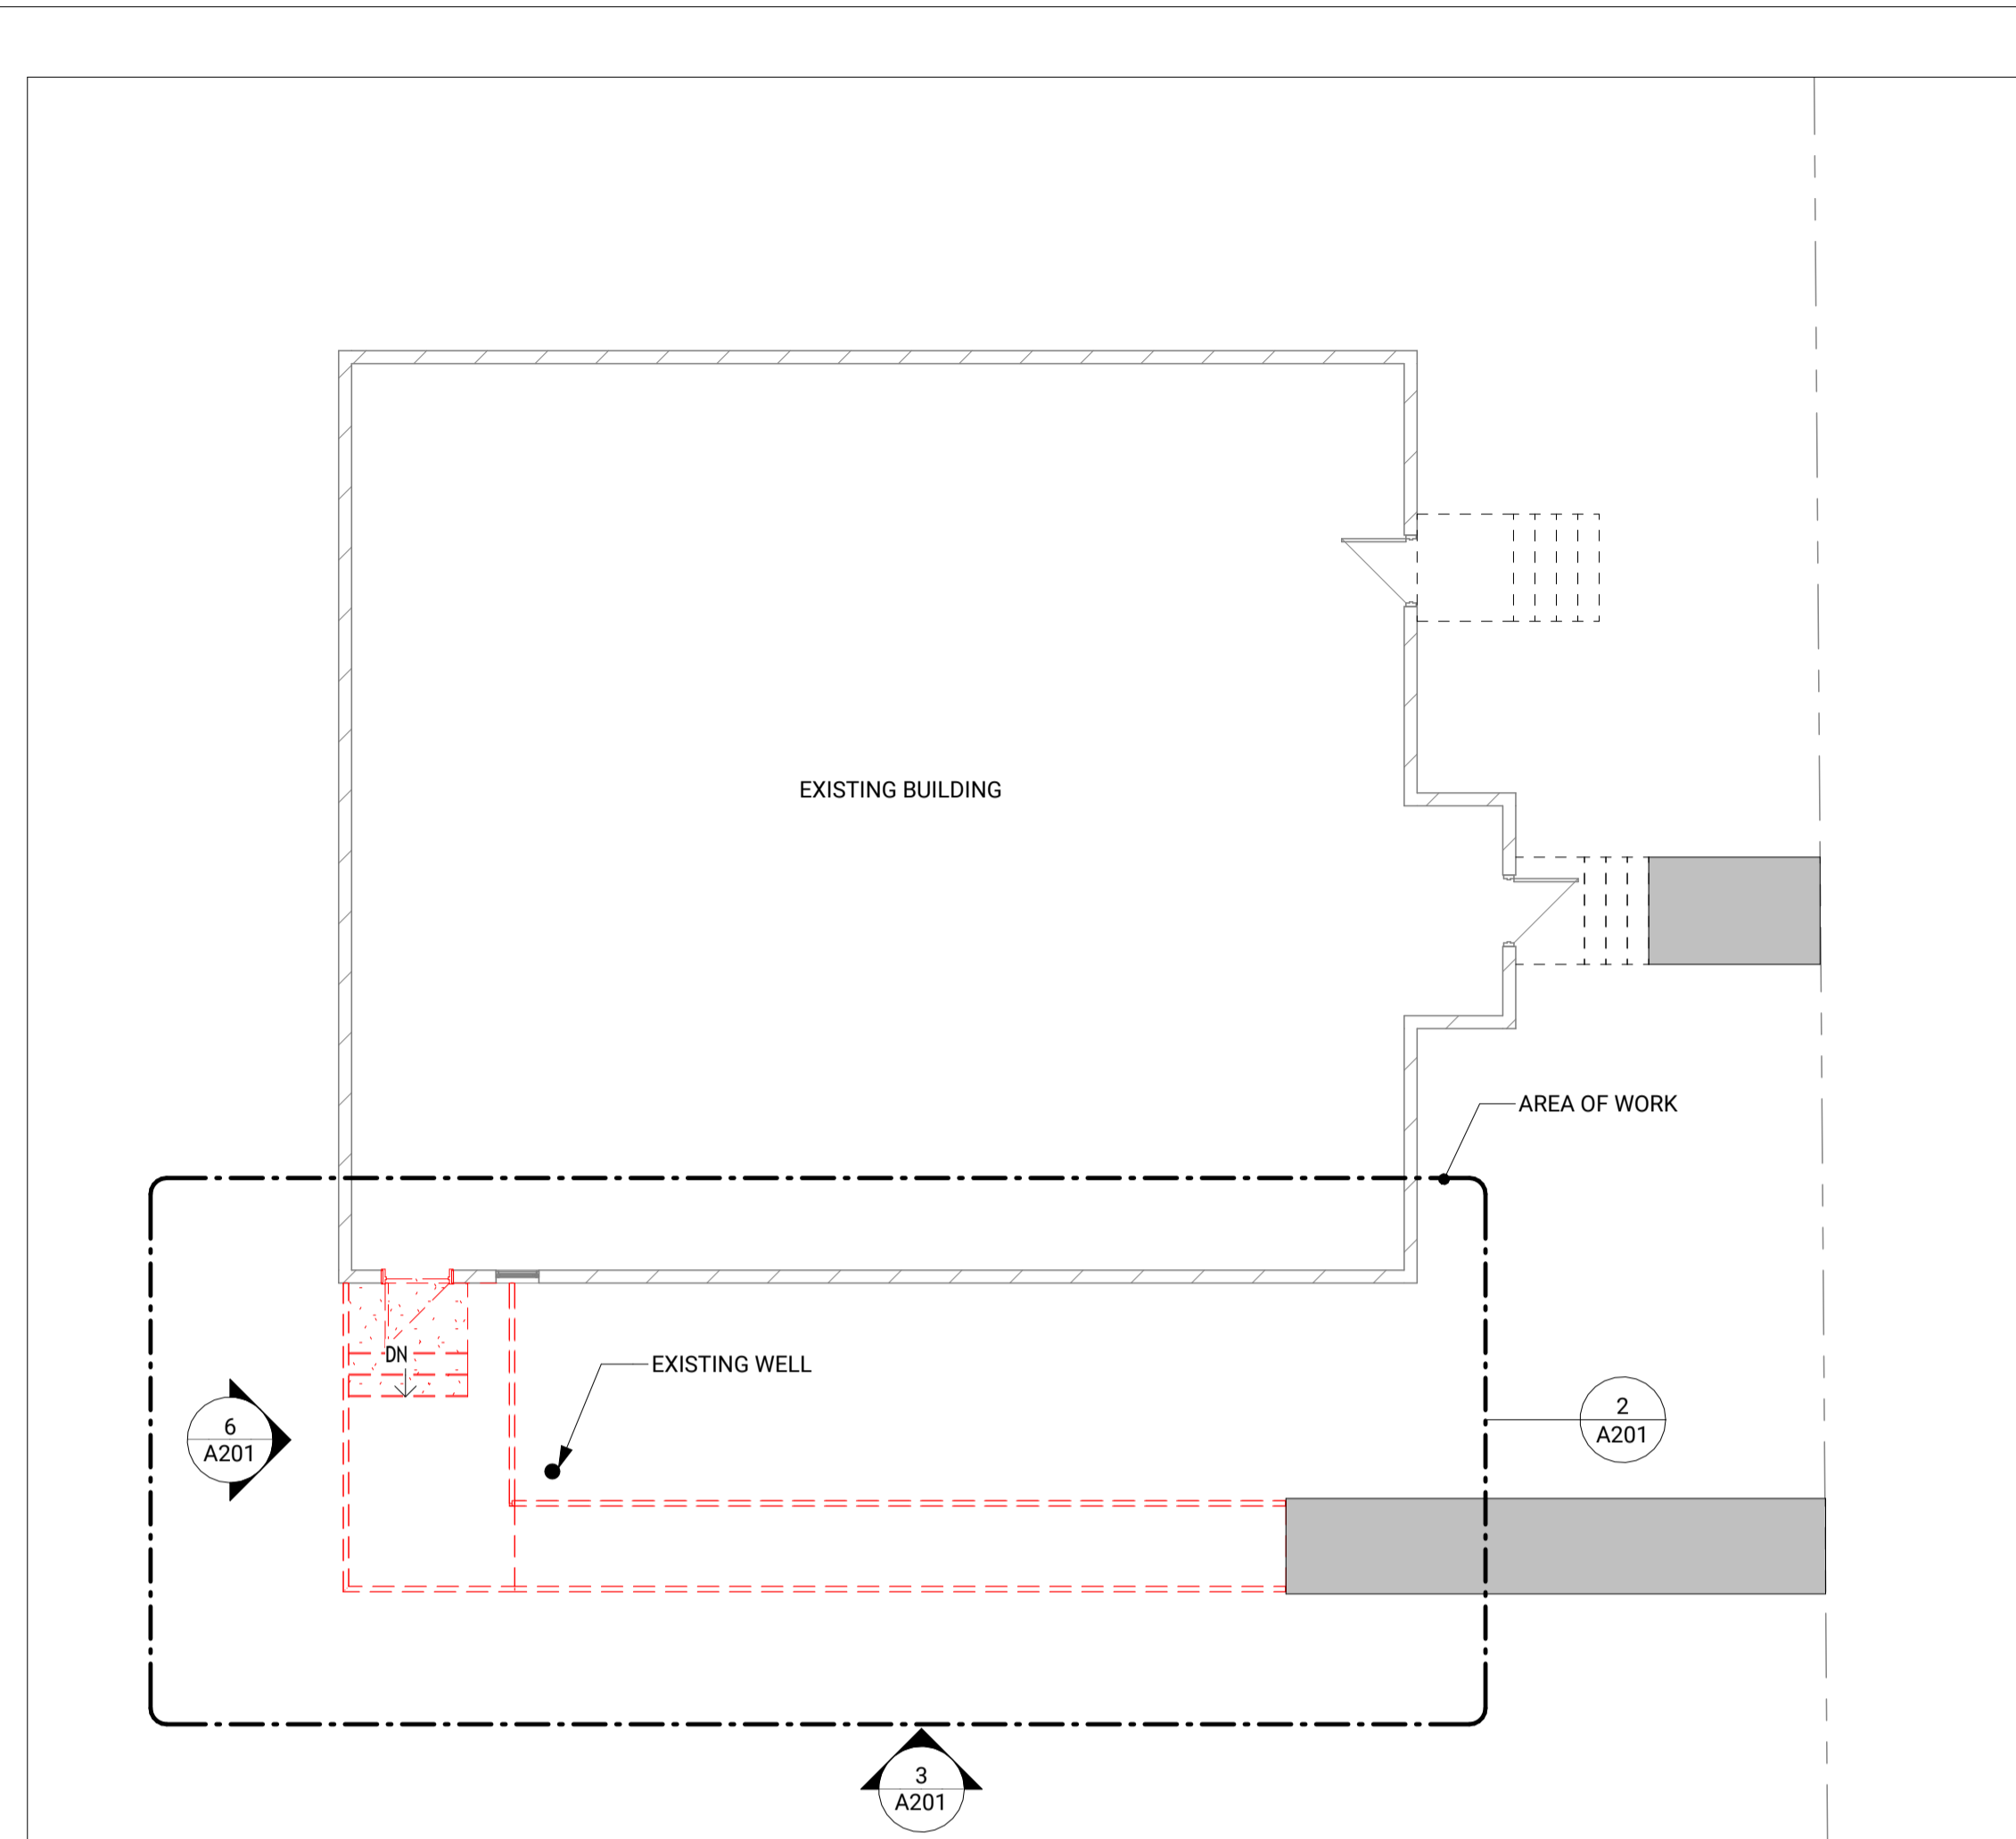 EXISTING BUILDING
AREA OF WORK
DN
EXISTING WELL
6
A201
2
A201
3
A201